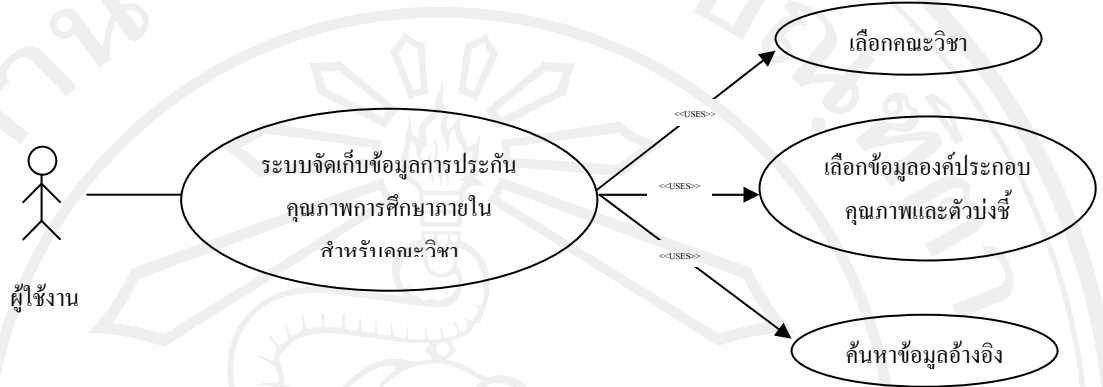 เลือกคณะวิชา
<<USES>>
ระบบจัดเก็บข้อมูลการประกัน
คุณภาพการศึกษาภายใน
สำหรับคณะวิชา
<<USES>>
เลือกข้อมูลองค์ประกอบ
คุณภาพและตัวบ่งชี้
<<USES>>
ผู้ใช้งาน
ค้นหาข้อมูลอ้างอิง